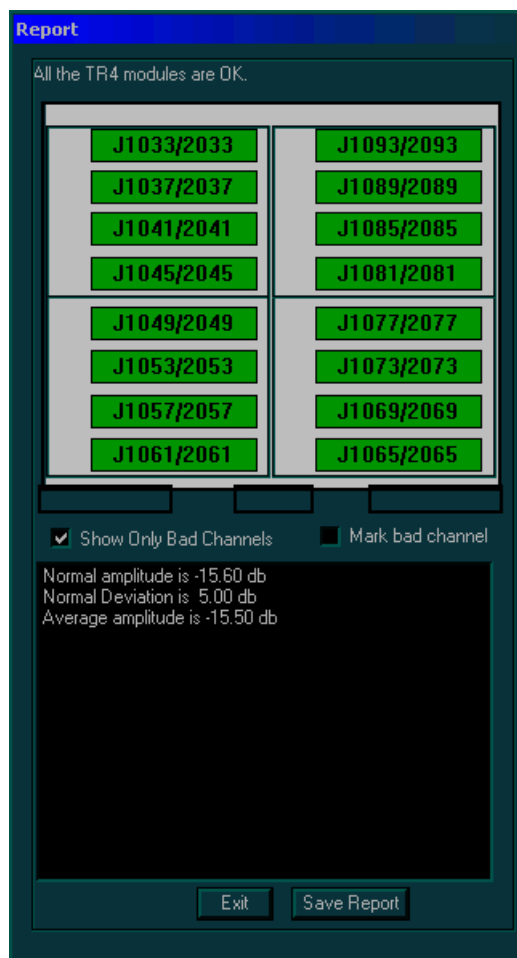 Report
All the TR4 modules are OK.
J1033/2033 J1093/2093
J1037/2037 J1089/2089
J1041/2041 J1085/2085
J1045/2045 J1081/2081
J1049/2049 J1077/2077
J1053/2053 J1073/2073
J1057/2057 J1069/2069
J1061/2061 J1065/2065
Show Only Bad Channels Mark bad channel
Normal amplitude is -15.60 db
Normal Deviation is 5.00 db
Average amplitude is -15.50 db
Exit Save Report